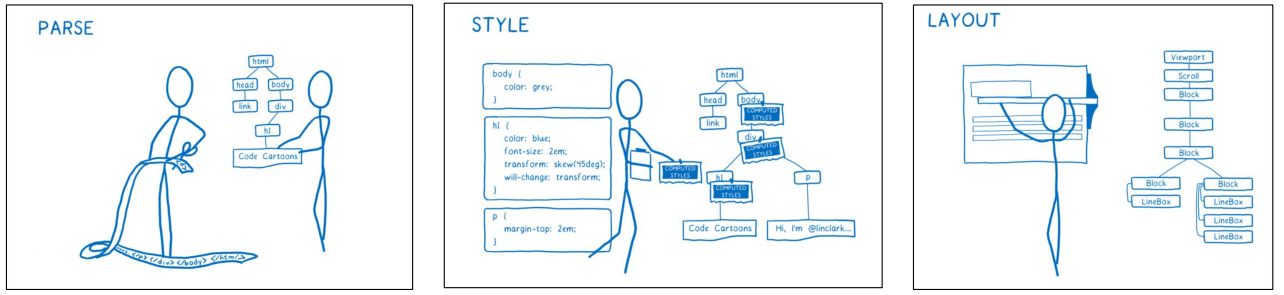 PARSE
html
head body
link div
h1
Code Cartoons
</p></div></body></html>
STYLE
body {
color: grey;
}
h1 {
color: blue;
font-size: 2em;
transform: skew(45deg);
will-change: transform;
}
p {
margin-top: 2em;
}
html
head body
COMPUTED
STYLES
link
div
COMPUTED
STYLES
COMPUTED
STYLES
h1 p
COMPUTED
STYLES
Code Cartoons Hi, I'm @linclark...
LAYOUT
Viewport
Scroll
Block
Block
Block
Block Block
LineBox LineBox
LineBox
LineBox